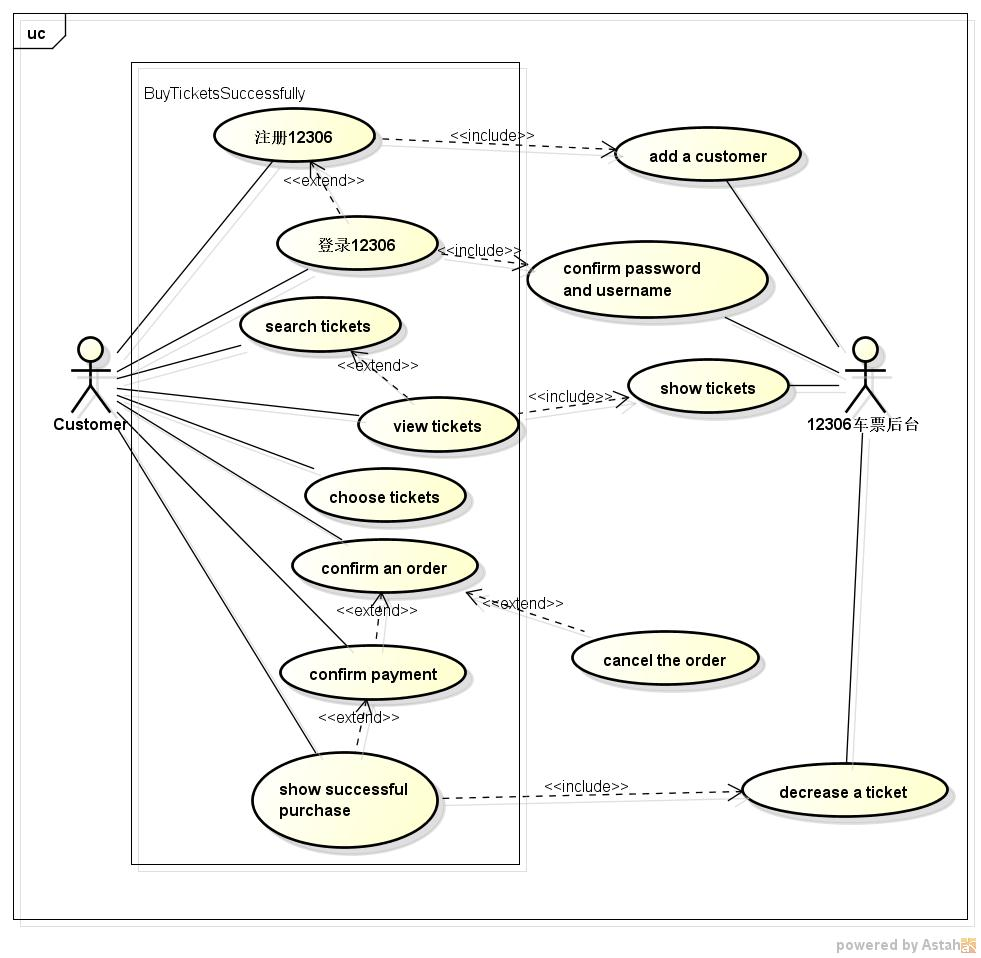 uc
BuyTicketsSuccessfully
注册12306
<<include>>
add a customer
<<extend>>
登录12306
<<include>>
confirm password
and username
search tickets
<<extend>>
<<include>>
show tickets
view tickets
Customer
12306车票后台
choose tickets
confirm an order
<<extend>>
<<extend>>
cancel the order
confirm payment
<<extend>>
show successful
purchase
<<include>>
decrease a ticket
powered by Astah